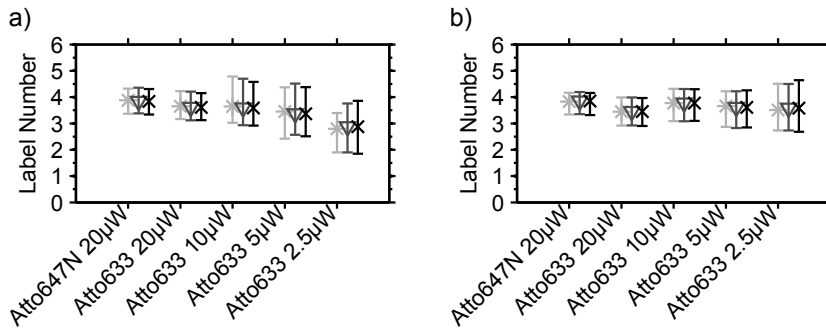 a)
Label Number
6
5
4
3
2
1
0
Atto647N 20µW
Atto633 20µW
Atto633 10µW
Atto633 5µW
Atto633 2.5µW
b)
Label Number
6
5
4
3
2
1
0
Atto647N 20µW
Atto633 20µW
Atto633 10µW
Atto633 5µW
Atto633 2.5µW